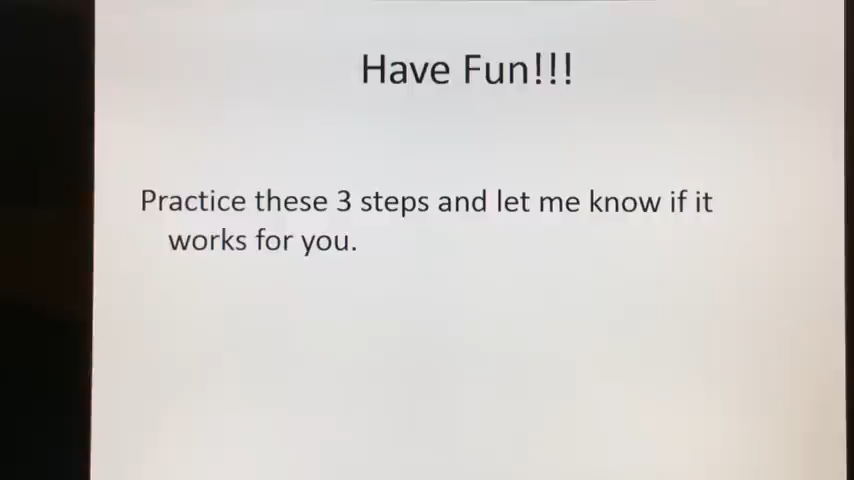 Have Fun!!!
Practice these 3 steps and let me know if it
works for you.